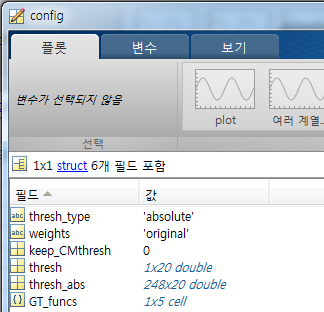 config
플롯 변수 보기
변수가 선택되지 않음
plot 여러 계열...
선택
1x1 struct 6개 필드 포함
필드 값
abc thresh_type 'absolute'
abc weights 'original'
keep_CMthresh 0
thresh 1x20 double
thresh_abs 248x20 double
{} GT_funcs 1x5 cell